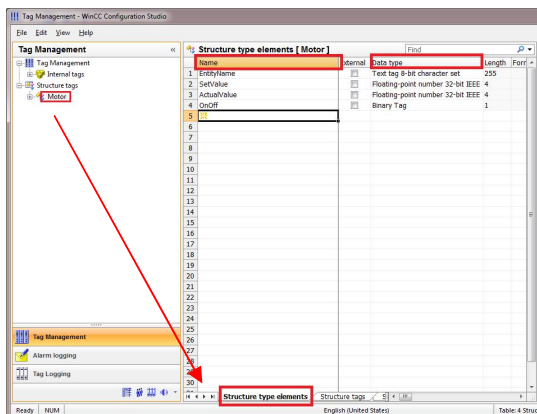 Tag Management - WinCC Configuration Studio
File Edit View Help
Tag Management «
Structure type elements [ Motor ] Find
Tag Management
Internal tags
Structure tags
Motor
Name External Data type Length Form
1 EntityName Text tag 8-bit character set 255
2 SetValue Floating-point number 32-bit IEEE 4
3 ActualValue Floating-point number 32-bit IEEE 4
4 OnOff Binary Tag 1
5
6
7
8
9
10
11
12
13
14
15
16
17
18
19
20
21
22
23
24
25
26
27
28
29
30
Tag Management
Alarm logging
Tag Logging
Structure type elements Structure tags S
Ready NUM English (United States) Table: 4 Struc